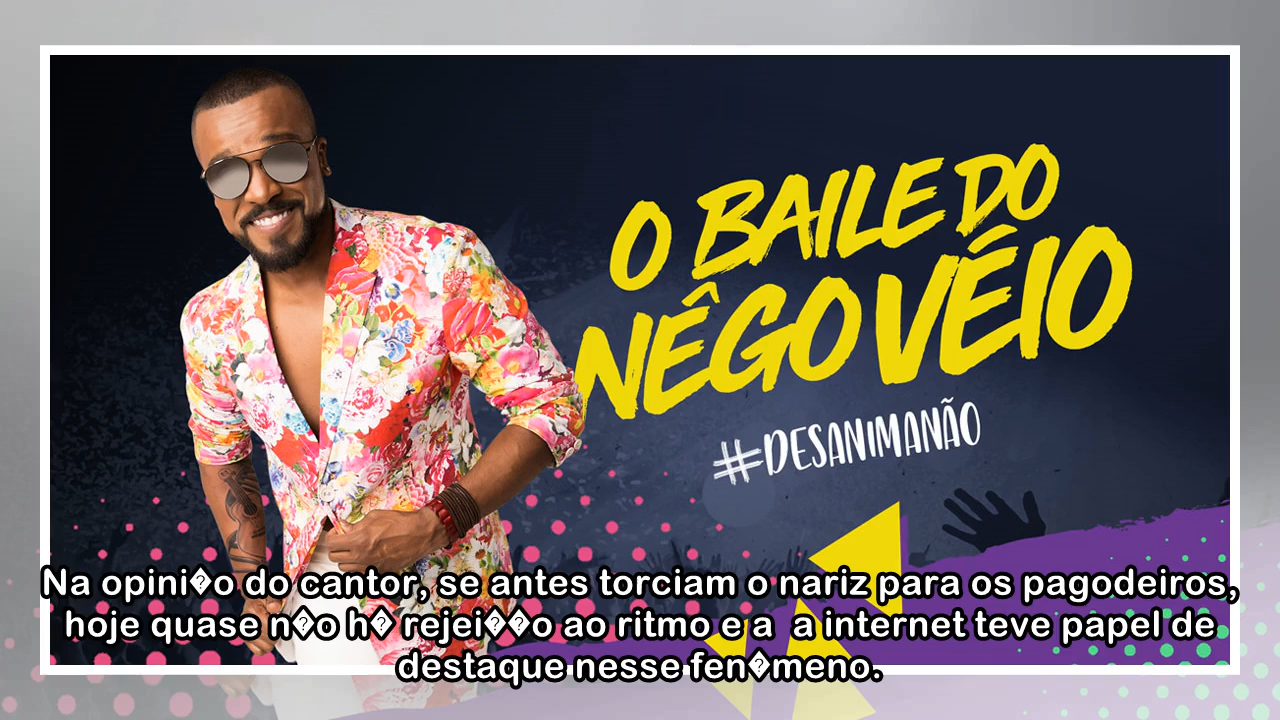 O BAILE DO
NÊGO VÉIO
#DESANIMANÃO
Na opini�o do cantor, se antes torciam o nariz para os pagodeiros,
hoje quase n�o h� rejei��o ao ritmo e a  a internet teve papel de
destaque nesse fen�meno.